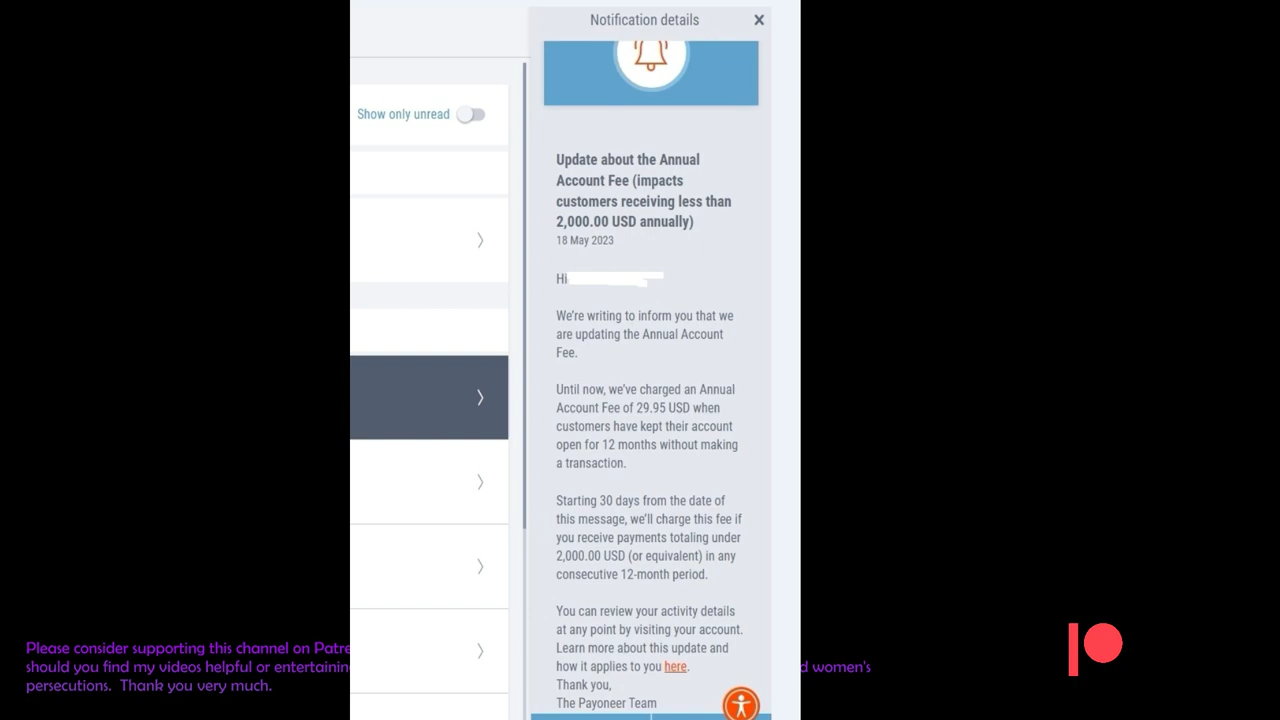 Notification details
Show only unread
Update about the Annual
Account Fee (impacts
customers receiving less than
2,000.00 USD annually)
18 May 2023
Hi
We're writing to inform you that we
are updating the Annual Account
Fee.
Until now, we've charged an Annual
Account Fee of 29.95 USD when
customers have kept their account
open for 12 months without making
a transaction.
Starting 30 days from the date of
this message, we'll charge this fee if
you receive payments totaling under
2,000.00 USD (or equivalent) in any
consecutive 12-month period.
You can review your activity details
at any point by visiting your account.
Learn more about this update and
how it applies to you here.
Thank you,
The Payoneer Team
Please consider supporting this channel on Patre
should you find my videos helpful or entertainin d women's
persecutions. Thank you very much.